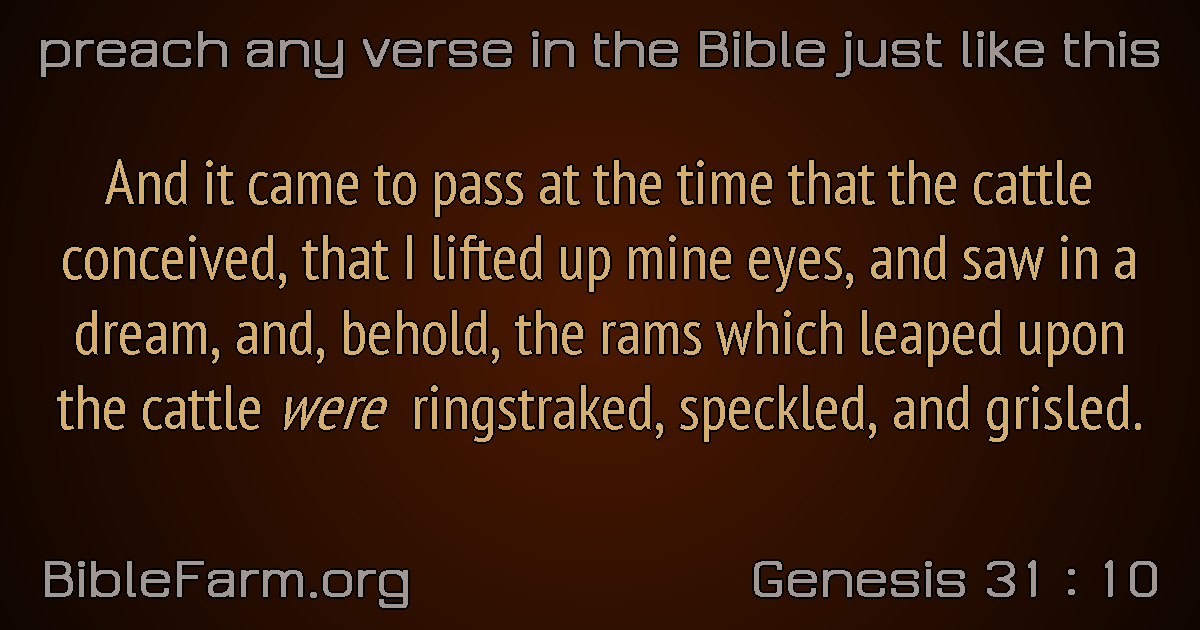 preach any verse in the Bible just like this
And it came to pass at the time that the cattle
conceived, that I lifted up mine eyes, and saw in a
dream, and, behold, the rams which leaped upon
the cattle were ringstraked, speckled, and grisled.
BibleFarm.org
Genesis 31 : 10